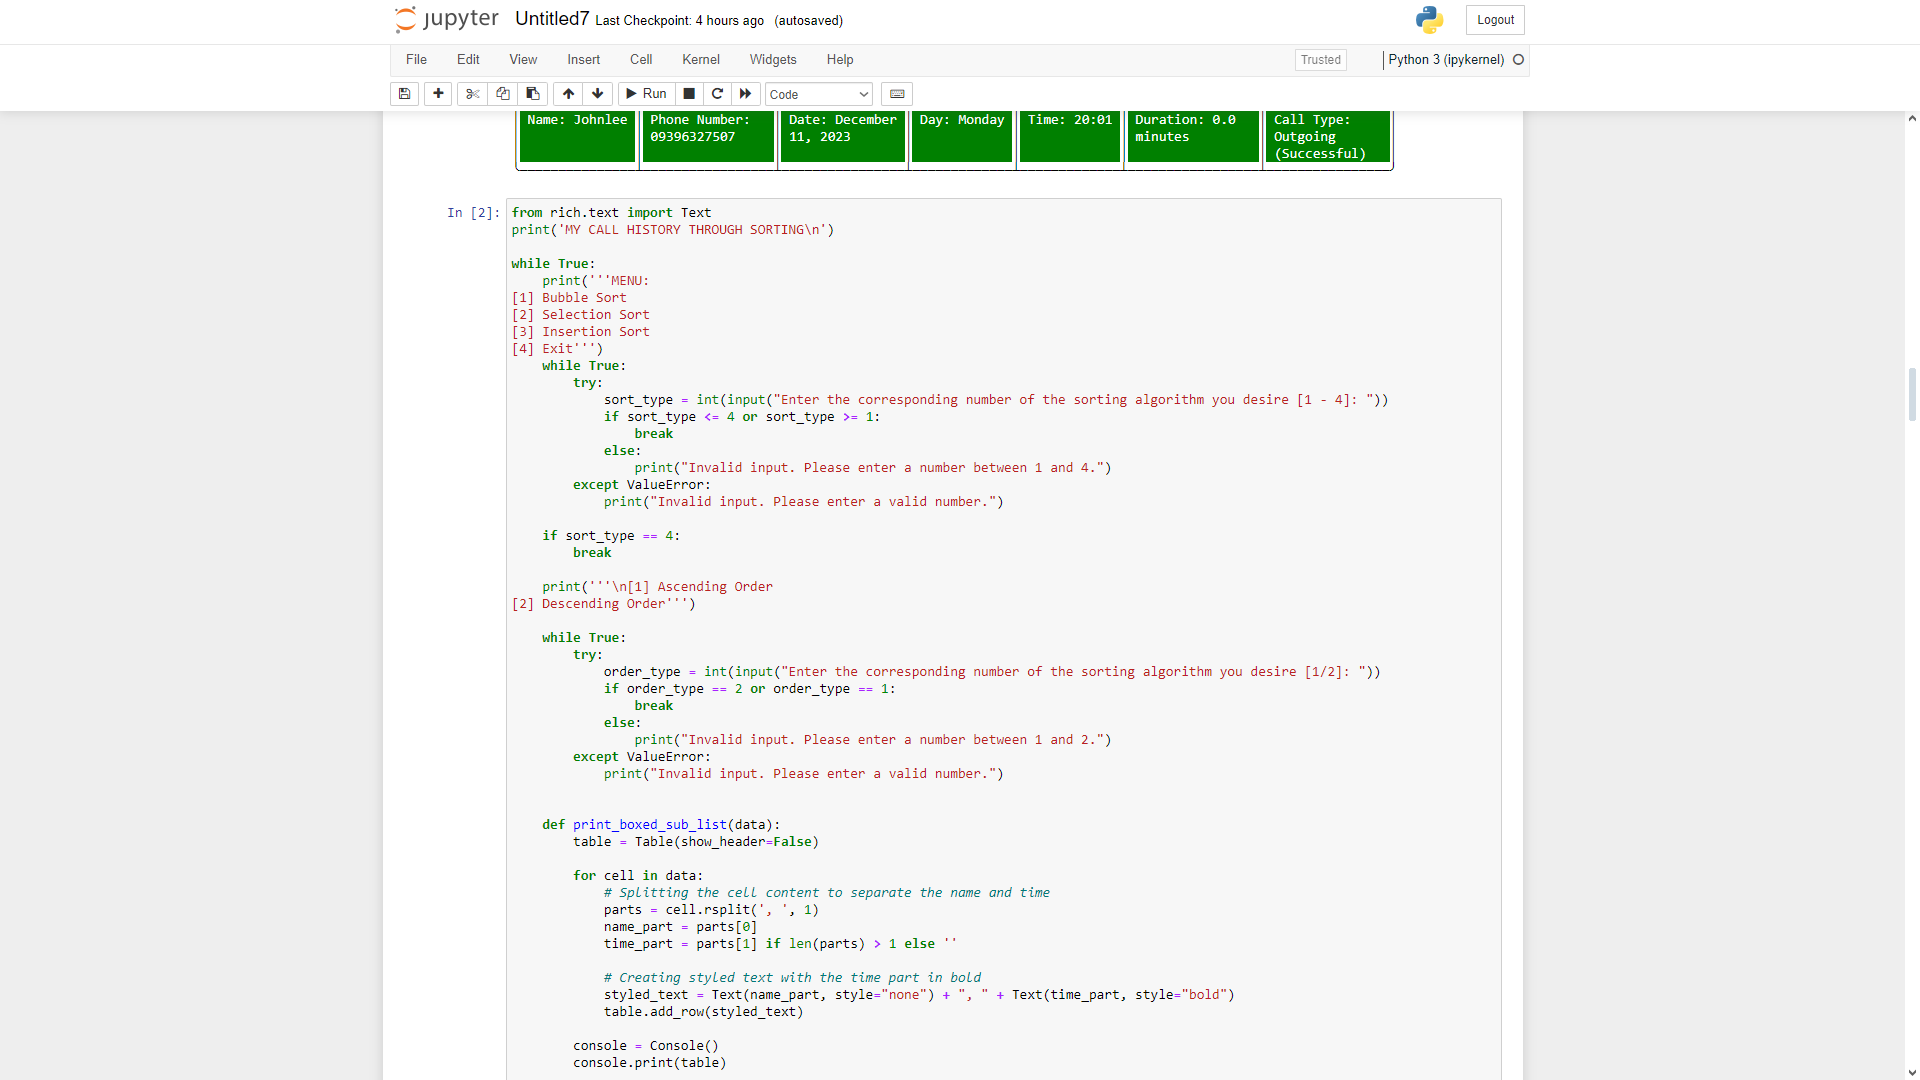 jupyter Untitled7 Last Checkpoint: 4 hours ago (autosaved) Logout
File Edit View Insert Cell Kernel Widgets Help Trusted Python 3 (ipykernel)
Run Code
Name: Johnlee Phone Number: Date: December Day: Monday Time: 20:01 Duration: 0.0 Call Type:
09396327507 11, 2023 minutes Outgoing
(Successful)
In [2]: from rich.text import Text
print('MY CALL HISTORY THROUGH SORTING\n')
while True:
    print('''MENU:
[1] Bubble Sort
[2] Selection Sort
[3] Insertion Sort
[4] Exit''')
    while True:
        try:
            sort_type = int(input("Enter the corresponding number of the sorting algorithm you desire [1 - 4]: "))
            if sort_type <= 4 or sort_type >= 1:
                break
            else:
                print("Invalid input. Please enter a number between 1 and 4.")
        except ValueError:
            print("Invalid input. Please enter a valid number.")
    if sort_type == 4:
        break
    print('''\n[1] Ascending Order
[2] Descending Order''')
    while True:
        try:
            order_type = int(input("Enter the corresponding number of the sorting algorithm you desire [1/2]: "))
            if order_type == 2 or order_type == 1:
                break
            else:
                print("Invalid input. Please enter a number between 1 and 2.")
        except ValueError:
            print("Invalid input. Please enter a valid number.")
    def print_boxed_sub_list(data):
        table = Table(show_header=False)
        for cell in data:
            # Splitting the cell content to separate the name and time
            parts = cell.rsplit(', ', 1)
            name_part = parts[0]
            time_part = parts[1] if len(parts) > 1 else ''
            # Creating styled text with the time part in bold
            styled_text = Text(name_part, style="none") + ", " + Text(time_part, style="bold")
            table.add_row(styled_text)
        console = Console()
        console.print(table)